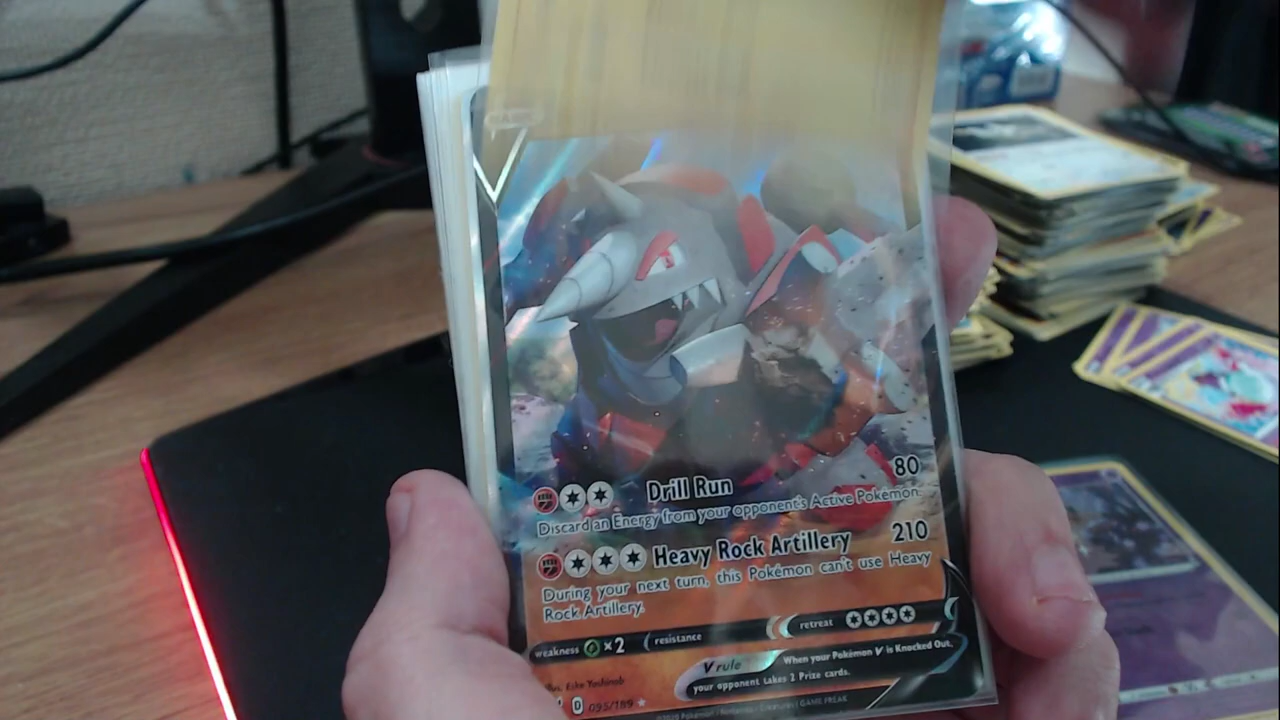 V
Drill Run 80
Discard an Energy from your opponent's Active Pokémon.
Heavy Rock Artillery 210
During your next turn, this Pokémon can't use Heavy
Rock Artillery.
weakness ×2 resistance retreat
V rule When your Pokémon V is Knocked Out,
your opponent takes 2 Prize cards.
Illus. Eske Yoshinob
D 095/189
©2020 Pokémon / Nintendo / Creatures / GAME FREAK